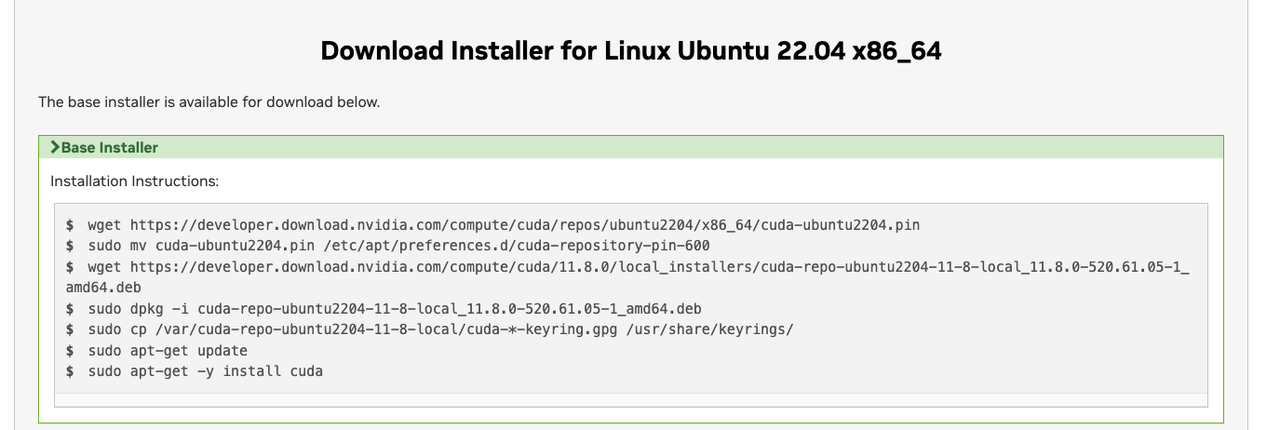 Download Installer for Linux Ubuntu 22.04 x86_64
The base installer is available for download below.
Base Installer
Installation Instructions:
$ wget https://developer.download.nvidia.com/compute/cuda/repos/ubuntu2204/x86_64/cuda-ubuntu2204.pin
$ sudo mv cuda-ubuntu2204.pin /etc/apt/preferences.d/cuda-repository-pin-600
$ wget https://developer.download.nvidia.com/compute/cuda/11.8.0/local_installers/cuda-repo-ubuntu2204-11-8-local_11.8.0-520.61.05-1_
amd64.deb
$ sudo dpkg -i cuda-repo-ubuntu2204-11-8-local_11.8.0-520.61.05-1_amd64.deb
$ sudo cp /var/cuda-repo-ubuntu2204-11-8-local/cuda-*-keyring.gpg /usr/share/keyrings/
$ sudo apt-get update
$ sudo apt-get -y install cuda